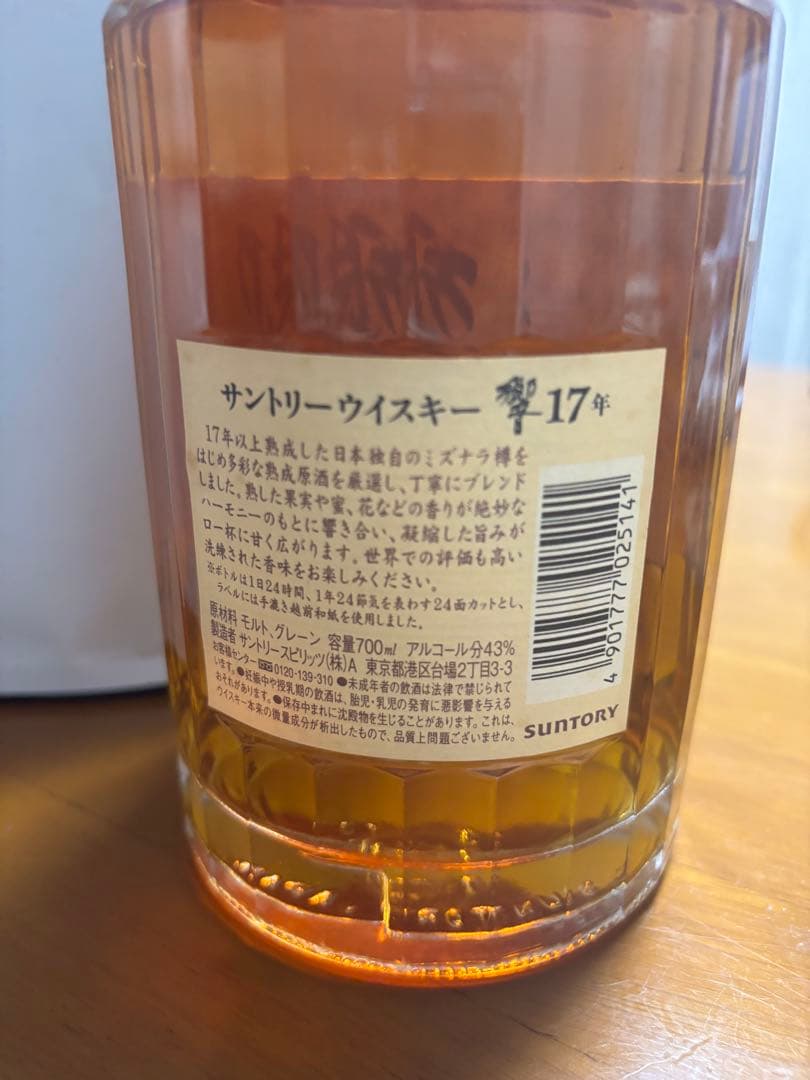 サントリーウイスキー 響 17年
17年以上熟成した日本独自のミズナラ樽を
はじめ多彩な熟成原酒を厳選し、丁寧にブレンド
しました。熟した果実や蜜、花などの香りが絶妙な
ハーモニーのもとに響き合い、凝縮した旨みが
口一杯に甘く広がります。世界での評価も高い
洗練された香味をお楽しみください。
※ボトルは1日24時間、1年24節気を表わす24面カットとし、
ラベルには手漉き越前和紙を使用しました。
原材料 モルト、グレーン 容量700ml アルコール分43%
製造者 サントリースピリッツ(株)A 東京都港区台場2丁目3-3
お客様センター 0120-139-310 ●未成年者の飲酒は法律で禁じられて
います。●妊娠中や授乳期の飲酒は、胎児・乳児の発育に悪影響を与える
おそれがあります。●保存中まれに沈殿物を生じることがあります。これは、
ウイスキー本来の微量成分が析出したもので、品質上問題ございません。
SUNTORY
4 901777 025141